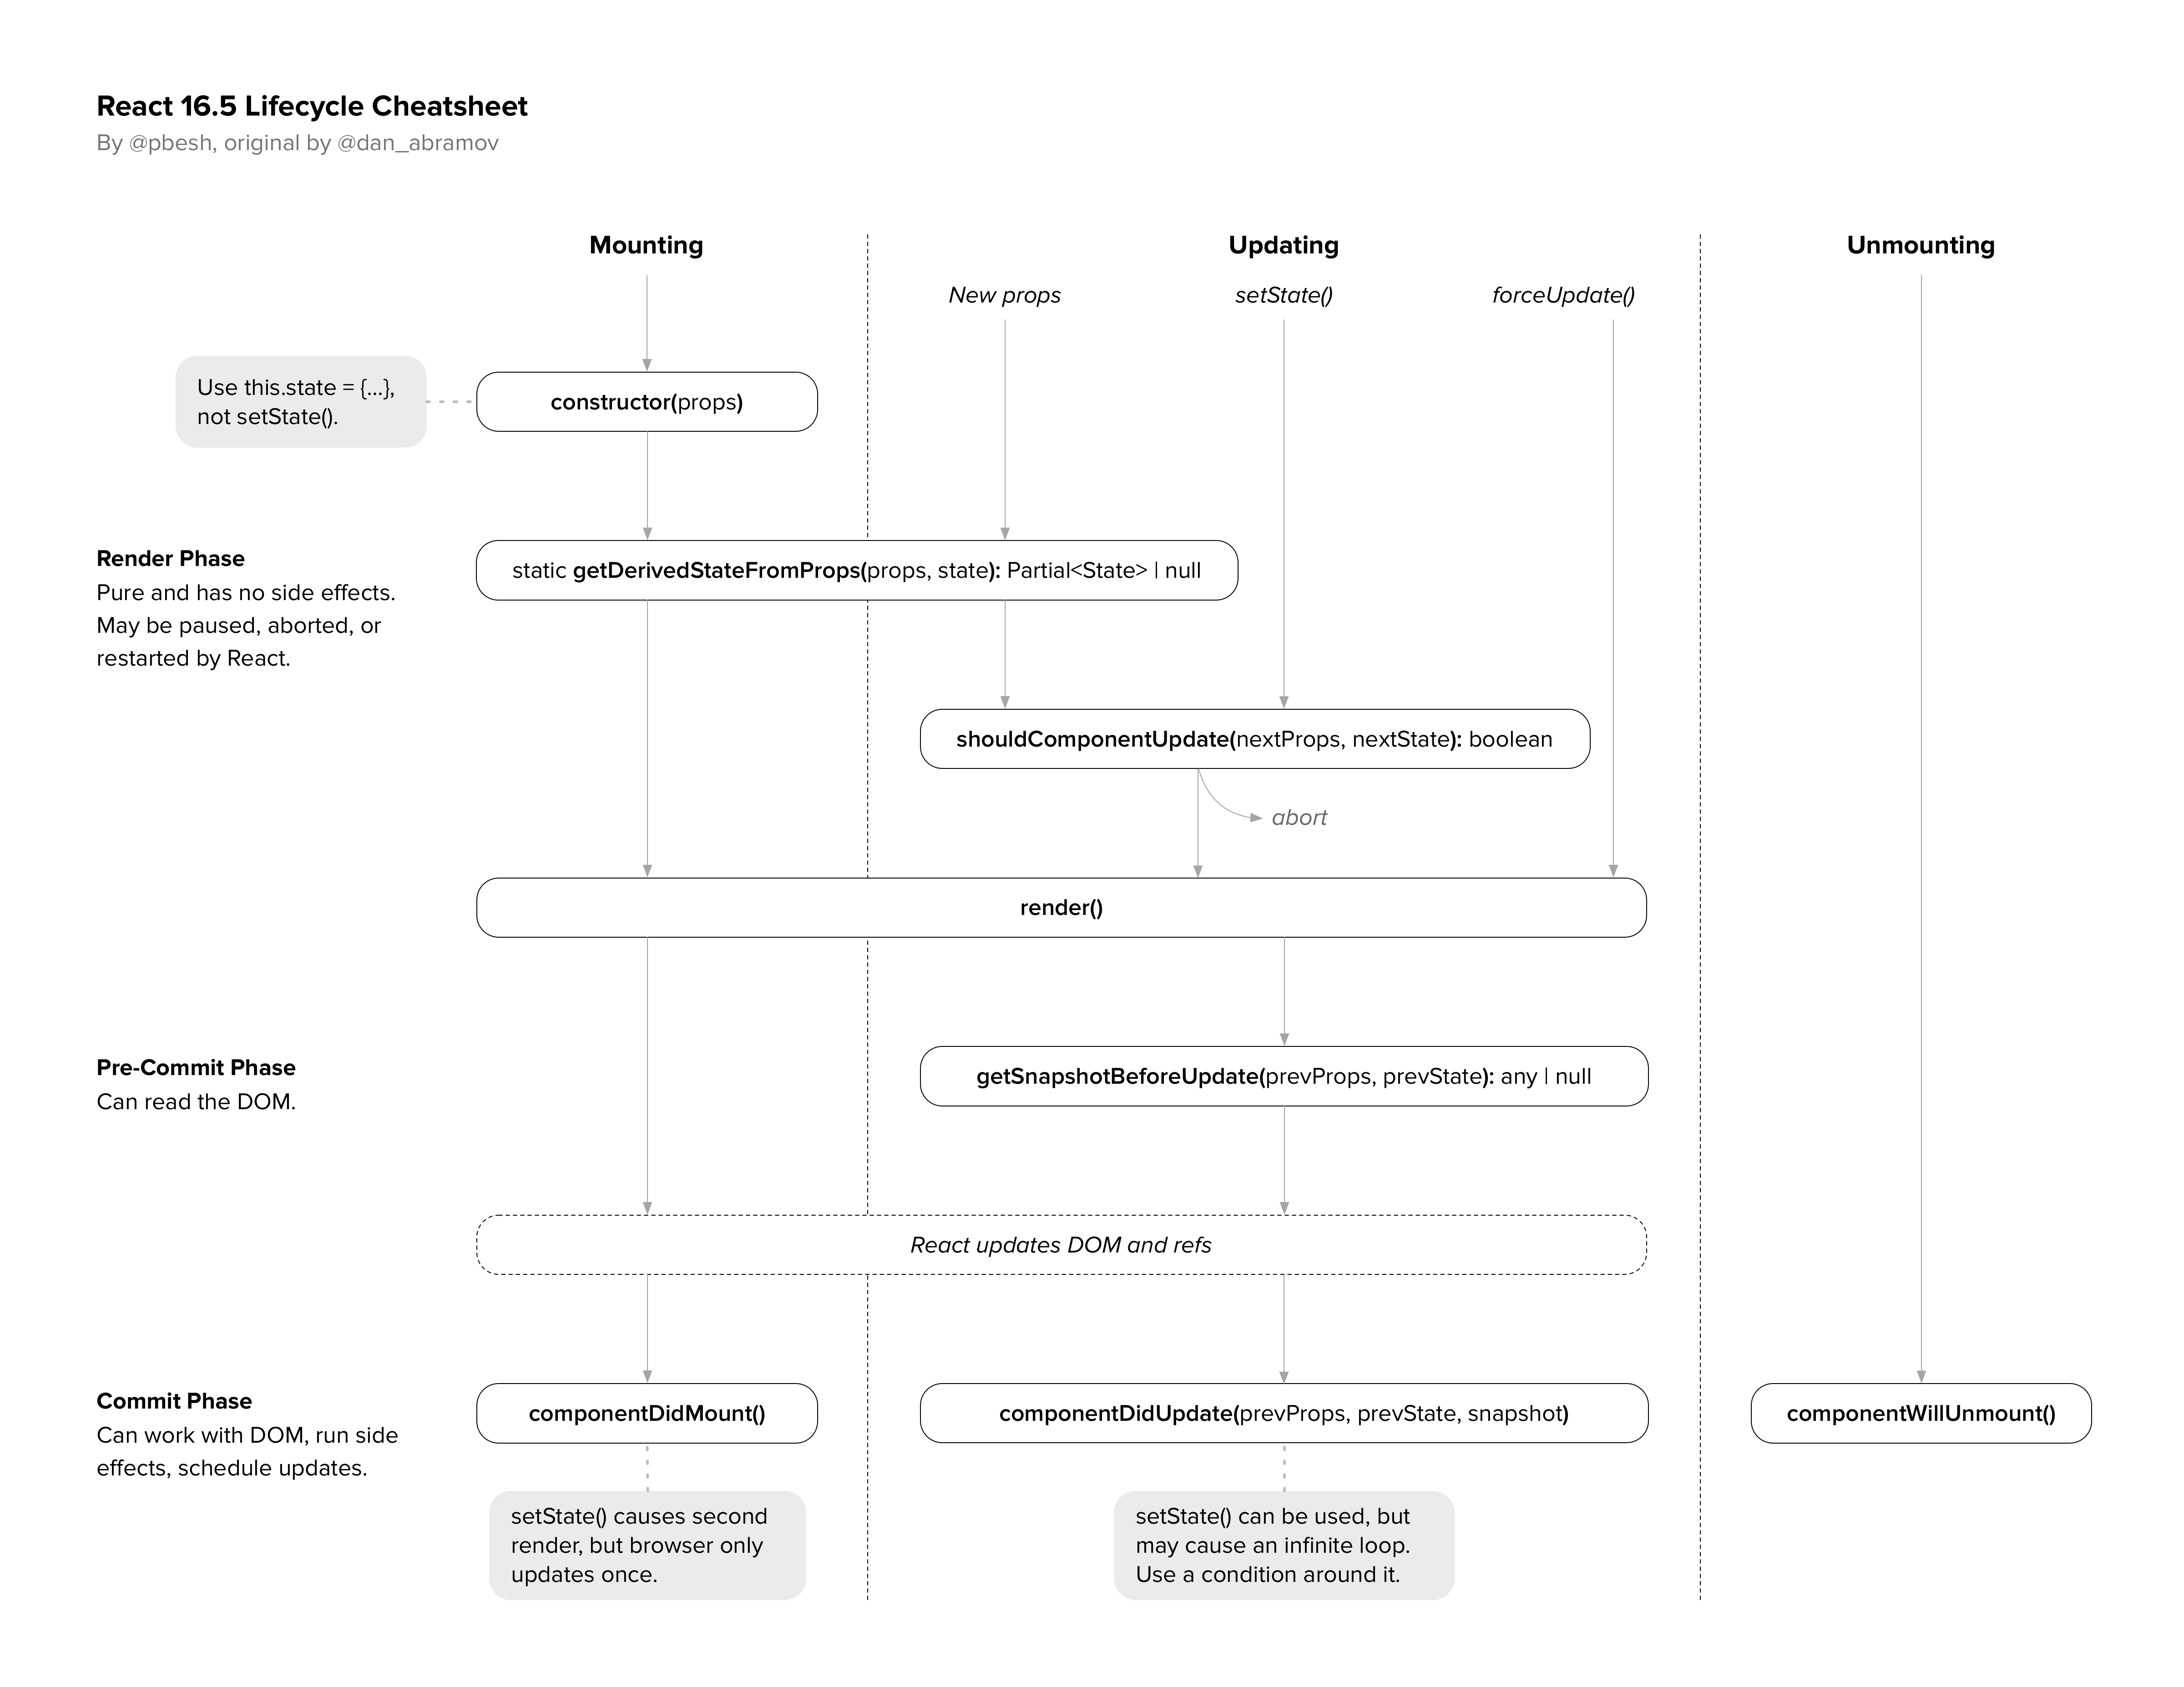 React 16.5 Lifecycle Cheatsheet
By @pbesh, original by @dan_abramov
Mounting
Updating
Unmounting
New props
setState()
forceUpdate()
Use this.state = {...},
not setState().
constructor(props)
Render Phase
Pure and has no side effects.
May be paused, aborted, or
restarted by React.
static getDerivedStateFromProps(props, state): Partial<State> | null
shouldComponentUpdate(nextProps, nextState): boolean
abort
render()
Pre-Commit Phase
Can read the DOM.
getSnapshotBeforeUpdate(prevProps, prevState): any | null
React updates DOM and refs
Commit Phase
Can work with DOM, run side
effects, schedule updates.
componentDidMount()
componentDidUpdate(prevProps, prevState, snapshot)
componentWillUnmount()
setState() causes second
render, but browser only
updates once.
setState() can be used, but
may cause an infinite loop.
Use a condition around it.